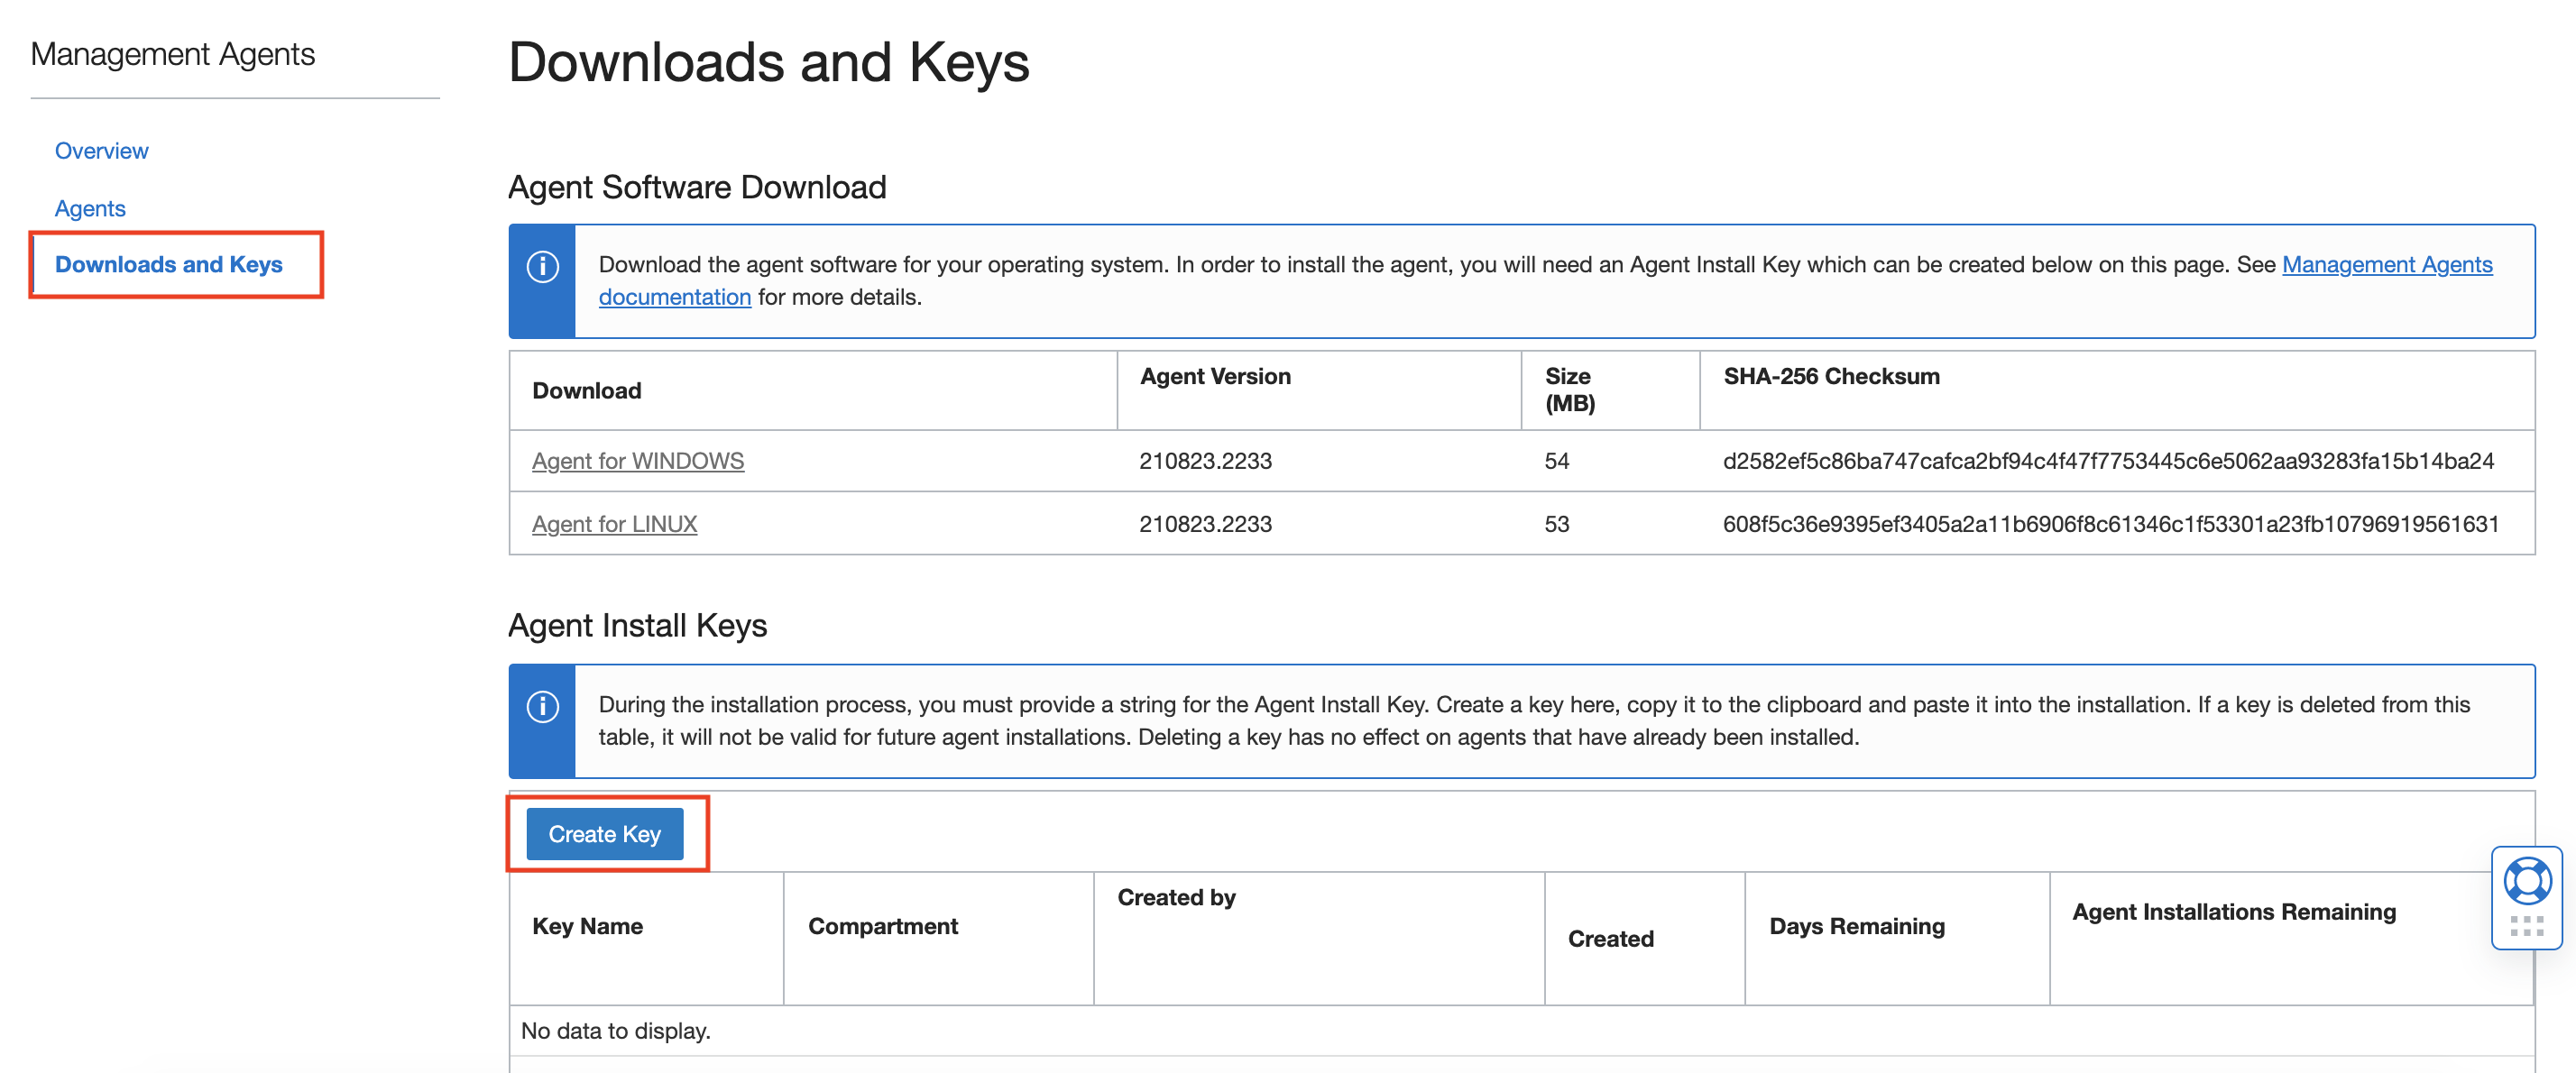 Management Agents
Overview
Agents
Downloads and Keys
Downloads and Keys
Agent Software Download
Download the agent software for your operating system. In order to install the agent, you will need an Agent Install Key which can be created below on this page. See Management Agents
documentation for more details.
Download Agent Version Size (MB) SHA-256 Checksum
Agent for WINDOWS 210823.2233 54 d2582ef5c86ba747cafca2bf94c4f47f7753445c6e5062aa93283fa15b14ba24
Agent for LINUX 210823.2233 53 608f5c36e9395ef3405a2a11b6906f8c61346c1f53301a23fb10796919561631
Agent Install Keys
During the installation process, you must provide a string for the Agent Install Key. Create a key here, copy it to the clipboard and paste it into the installation. If a key is deleted from this
table, it will not be valid for future agent installations. Deleting a key has no effect on agents that have already been installed.
Create Key
Key Name Compartment Created by Created Days Remaining Agent Installations Remaining
No data to display.